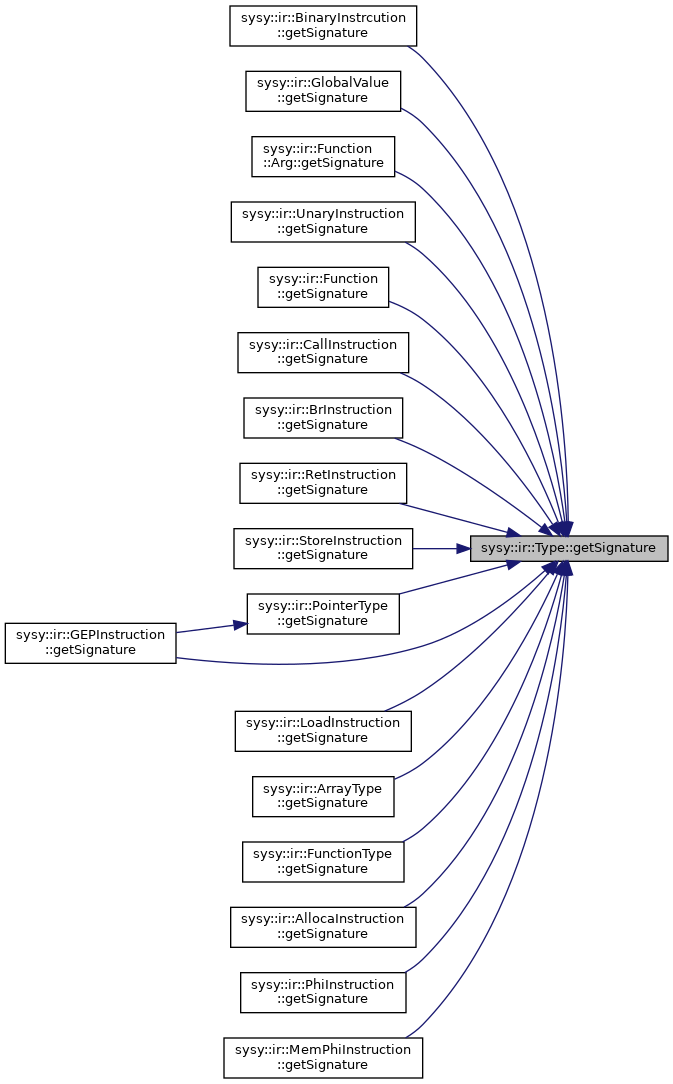 sysy::ir::BinaryInstrcution
::getSignature
sysy::ir::GlobalValue
::getSignature
sysy::ir::Function
::Arg::getSignature
sysy::ir::UnaryInstruction
::getSignature
sysy::ir::Function
::getSignature
sysy::ir::CallInstruction
::getSignature
sysy::ir::BrInstruction
::getSignature
sysy::ir::RetInstruction
::getSignature
sysy::ir::StoreInstruction
::getSignature
sysy::ir::Type::getSignature
sysy::ir::PointerType
::getSignature
sysy::ir::GEPInstruction
::getSignature
sysy::ir::LoadInstruction
::getSignature
sysy::ir::ArrayType
::getSignature
sysy::ir::FunctionType
::getSignature
sysy::ir::AllocaInstruction
::getSignature
sysy::ir::PhiInstruction
::getSignature
sysy::ir::MemPhiInstruction
::getSignature